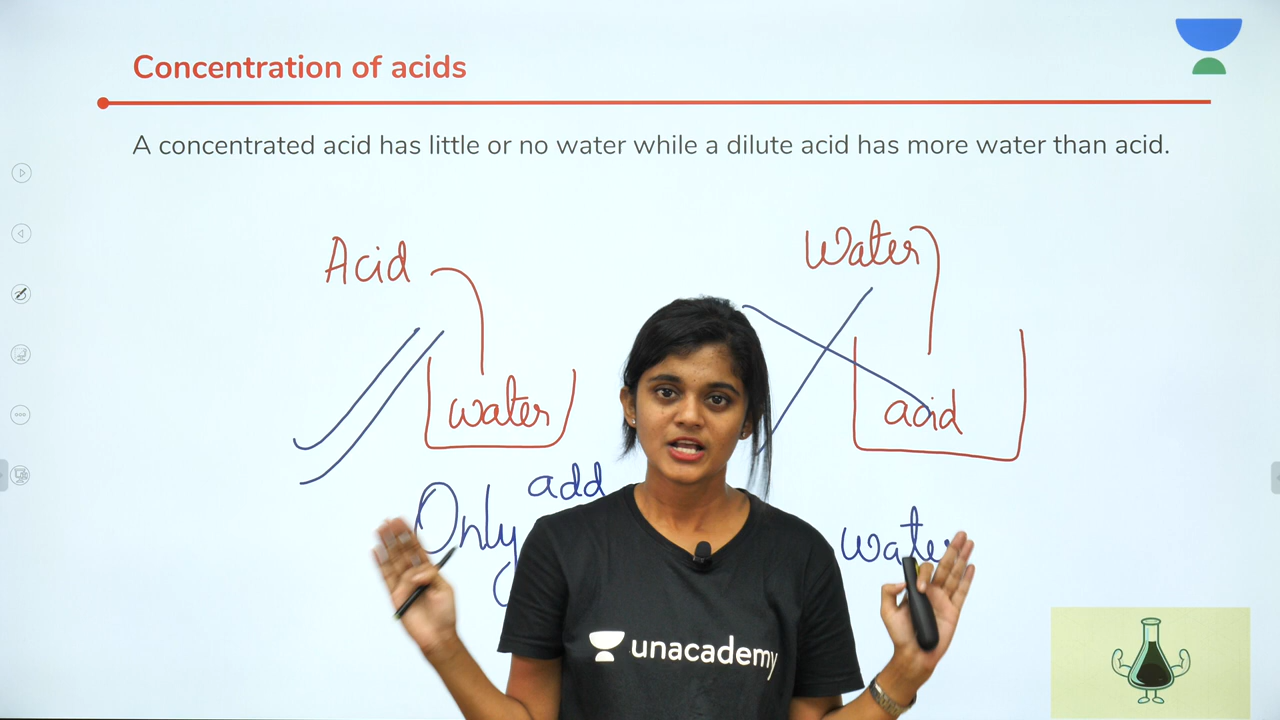 Concentration of acids
A concentrated acid has little or no water while a dilute acid has more water than acid.
Acid
Water
water
acid
Only add
water
unacademy